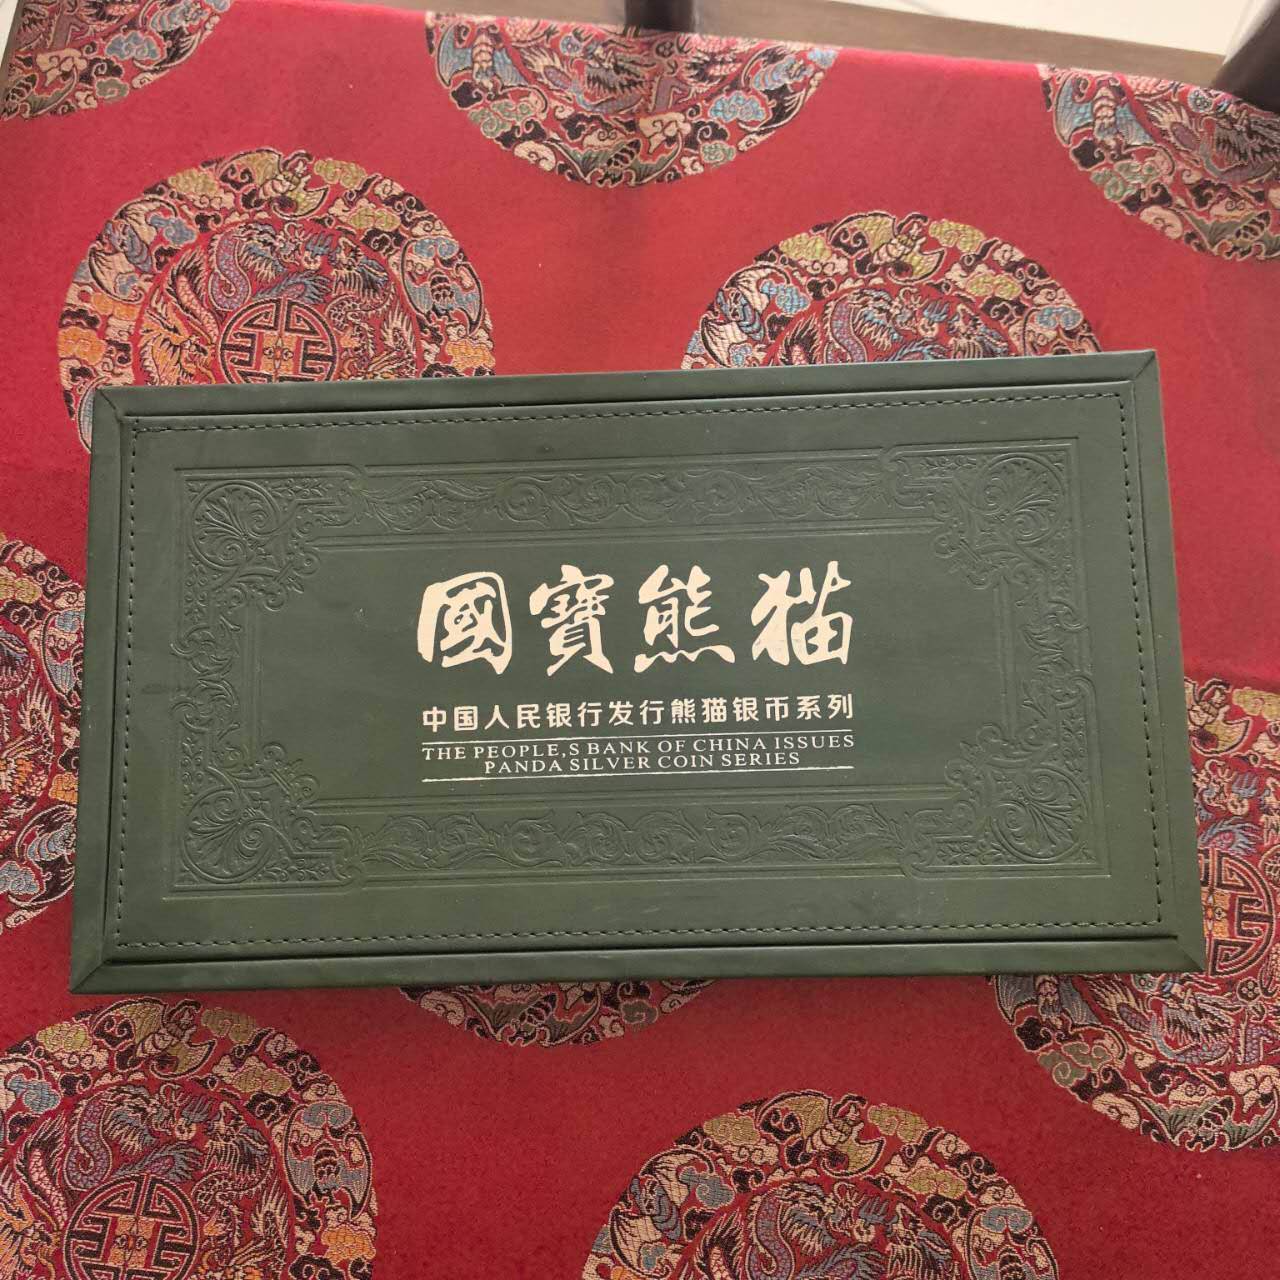 國寶熊猫
中国人民银行发行熊猫银币系列
THE PEOPLE,S BANK OF CHINA ISSUES
PANDA SILVER COIN SERIES